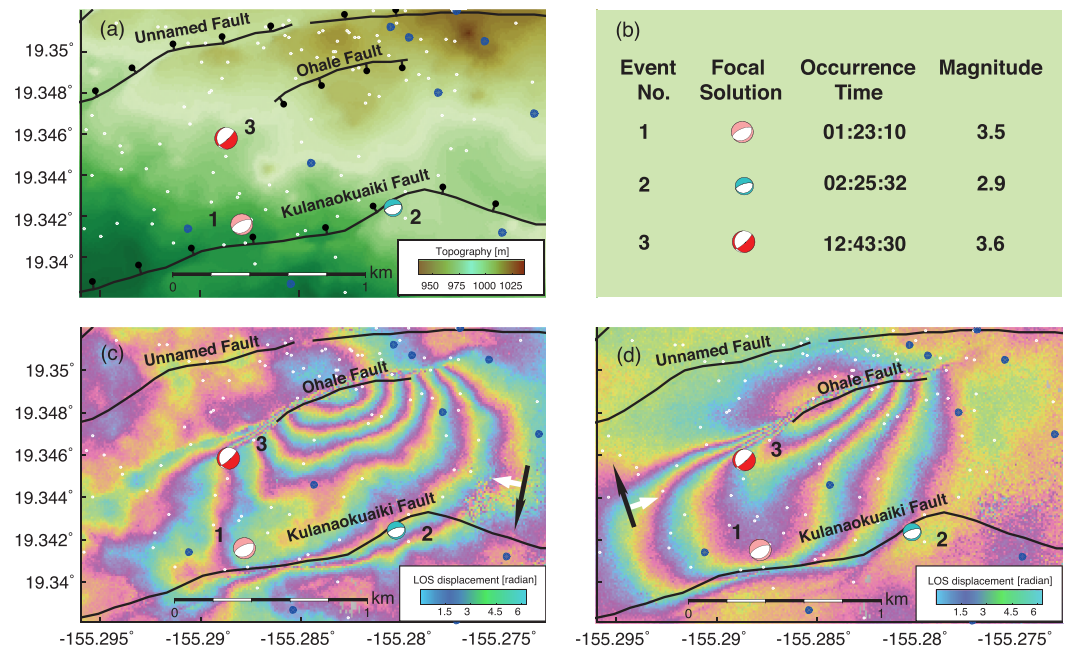 (a)
Unnamed Fault
Ohale Fault
3
Kulanaokuaiki Fault
1
2
19.35°
19.348°
19.346°
19.344°
19.342°
19.34°
km
0
1
Topography [m]
950 975 1000 1025
(b)
Event No.
Focal Solution
Occurrence Time
Magnitude
1 01:23:10 3.5
2 02:25:32 2.9
3 12:43:30 3.6
(c)
Unnamed Fault
Ohale Fault
3
Kulanaokuaiki Fault
1
2
19.35°
19.348°
19.346°
19.344°
19.342°
19.34°
km
0
1
LOS displacement [radian]
1.5 3 4.5 6
-155.295° -155.29° -155.285° -155.28° -155.275°
(d)
Unnamed Fault
Ohale Fault
3
Kulanaokuaiki Fault
1
2
km
0
1
LOS displacement [radian]
1.5 3 4.5 6
-155.295° -155.29° -155.285° -155.28° -155.275°